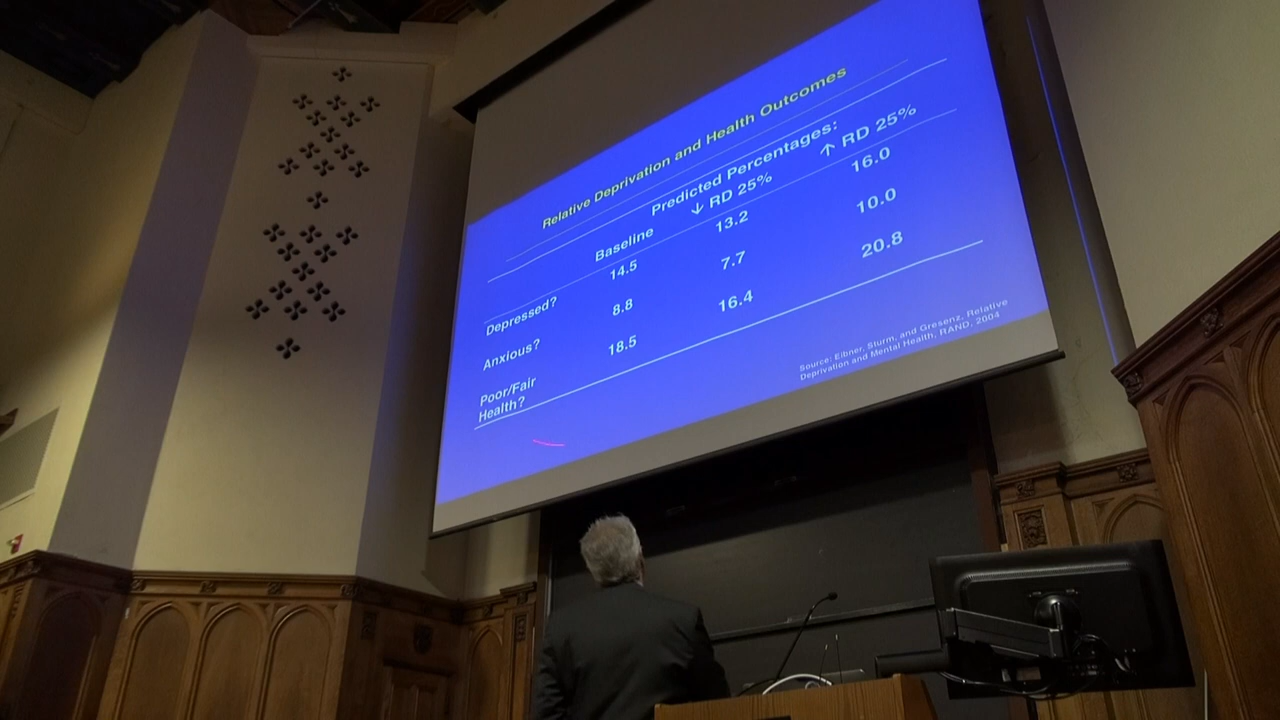 Relative Deprivation and Health Outcomes
Predicted Percentages:
Baseline ↓ RD 25% ↑ RD 25%
Depressed? 14.5 13.2 16.0
Anxious? 8.8 7.7 10.0
Poor/Fair
Health? 18.5 16.4 20.8
Source: Eibner, Sturm, and Gresenz, Relative
Deprivation and Mental Health, RAND, 2004